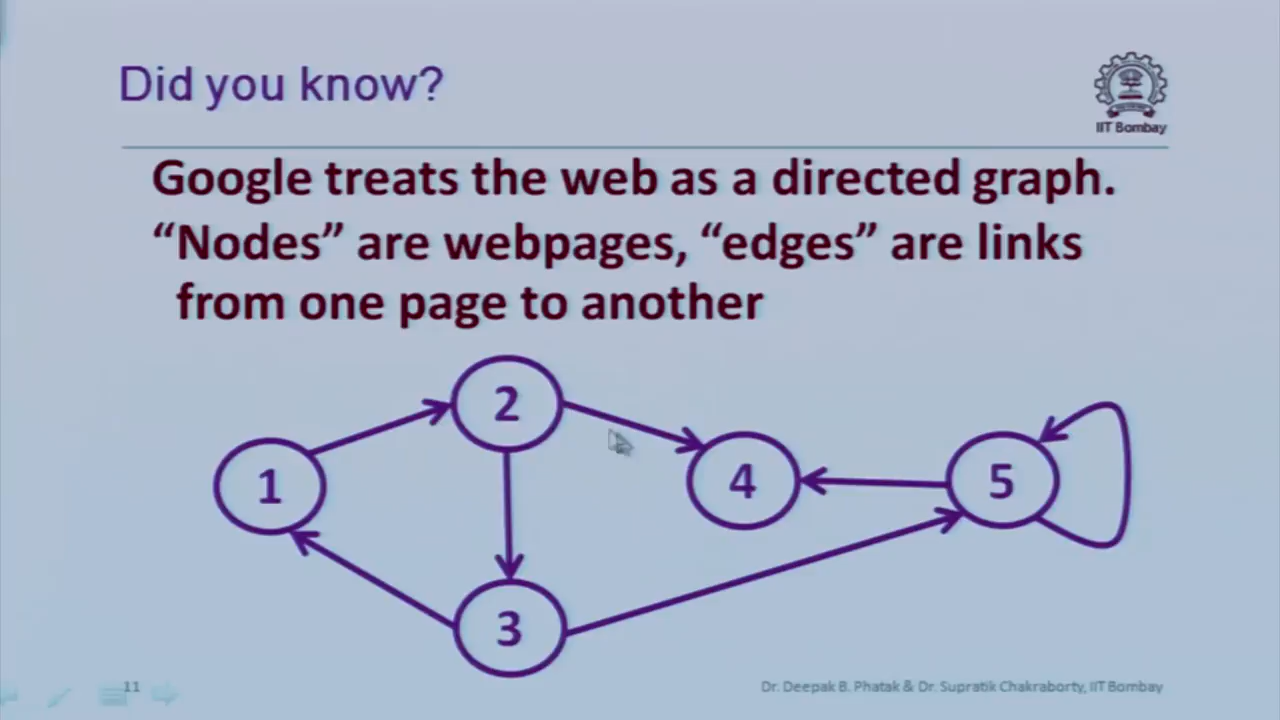 Did you know?
IIT Bombay
Google treats the web as a directed graph.
“Nodes” are webpages, “edges” are links
from one page to another
2
1
4
5
3
11
Dr. Deepak B. Phatak & Dr. Supratik Chakraborty, IIT Bombay